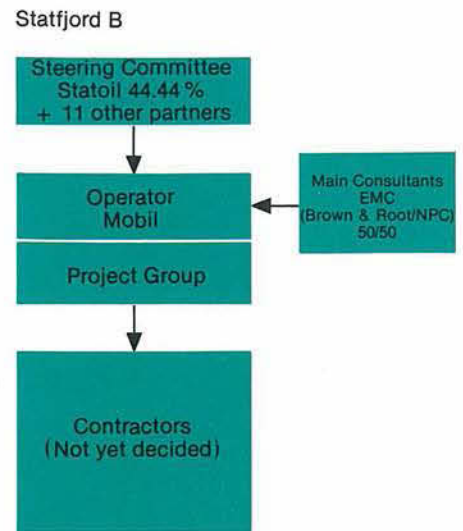 Statfjord B
Steering Committee
Statoil 44.44 %
+ 11 other partners
Operator
Mobil
Main Consultants
EMC
(Brown & Root/NPC)
50/50
Project Group
Contractors
(Not yet decided)